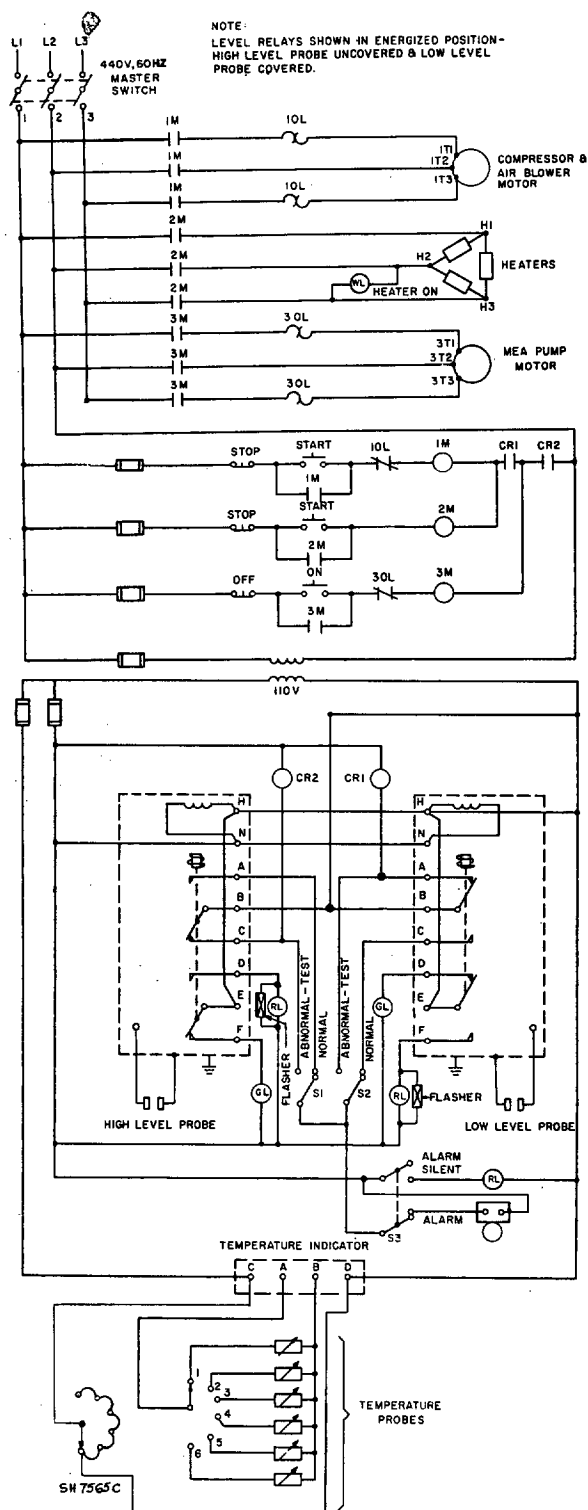 NOTE:
LEVEL RELAYS SHOWN IN ENERGIZED POSITION-
HIGH LEVEL PROBE UNCOVERED & LOW LEVEL
PROBE COVERED.
L1 L2 L3
440V, 60HZ
MASTER
SWITCH
1 2 3
1M 1OL
1M
1M 1OL
1T1
1T2
1T3
COMPRESSOR &
AIR BLOWER
MOTOR
2M
2M
2M
WL
HEATER ON
H1
H2
H3
HEATERS
3M 3OL
3M
3M 3OL
3T1
3T2
3T3
MEA PUMP
MOTOR
STOP START 1OL 1M CR1 CR2
1M
STOP START 2M
2M
OFF ON 3OL 3M
3M
110V
CR2 CR1
H H
N N
A A
B B
C C
D D
E E
F F
RL
FLASHER
GL
ABNORMAL-TEST
NORMAL
ABNORMAL-TEST
NORMAL
S1 S2
GL
RL
FLASHER
HIGH LEVEL PROBE
LOW LEVEL PROBE
ALARM
SILENT
RL
S3
ALARM
TEMPERATURE INDICATOR
C A B D
1
2
3
4
5
6
TEMPERATURE
PROBES
SH 7565C